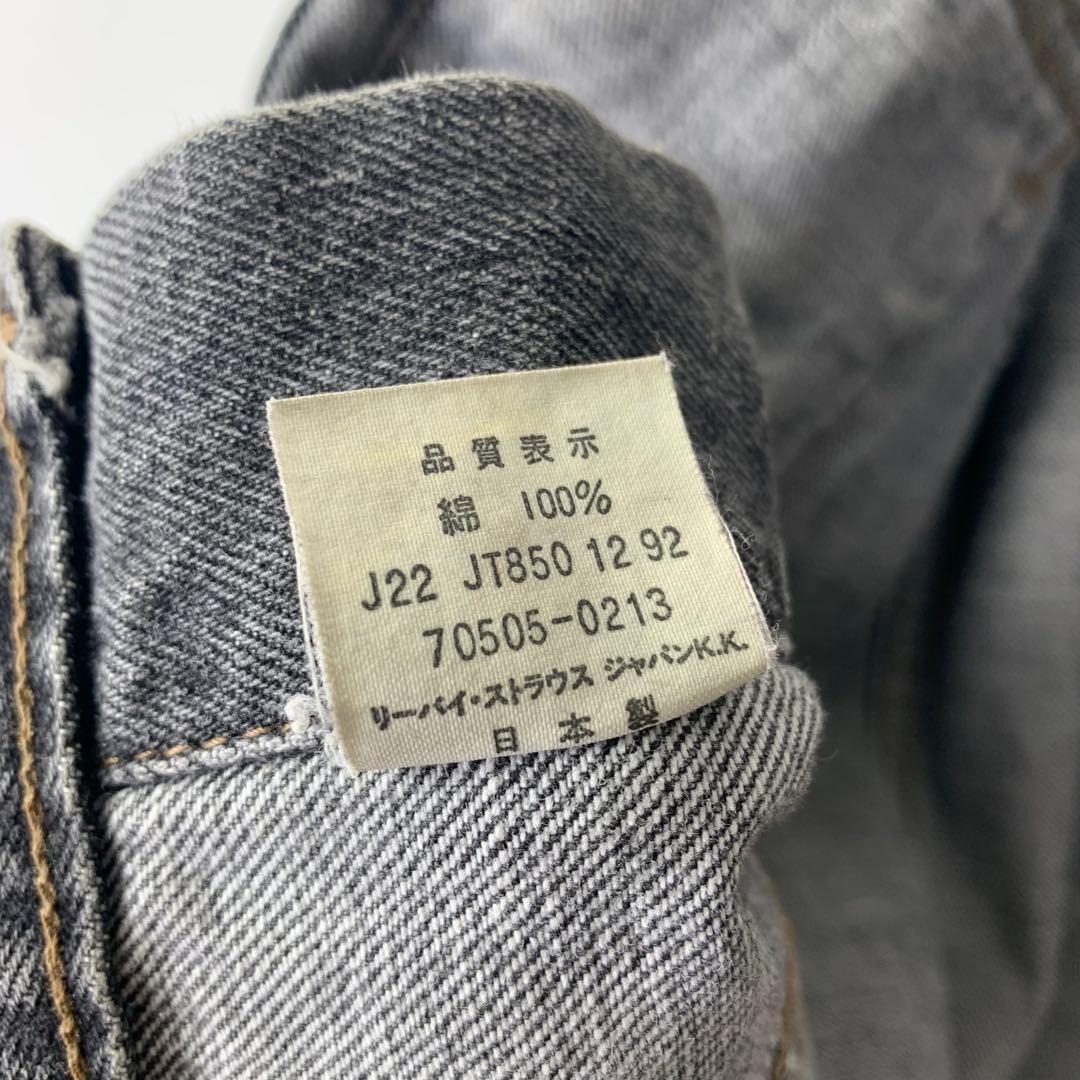 品質表示
綿 100%
J22 JT850 12 92
70505-0213
リーバイ・ストラウス ジャパンK.K.
日本製